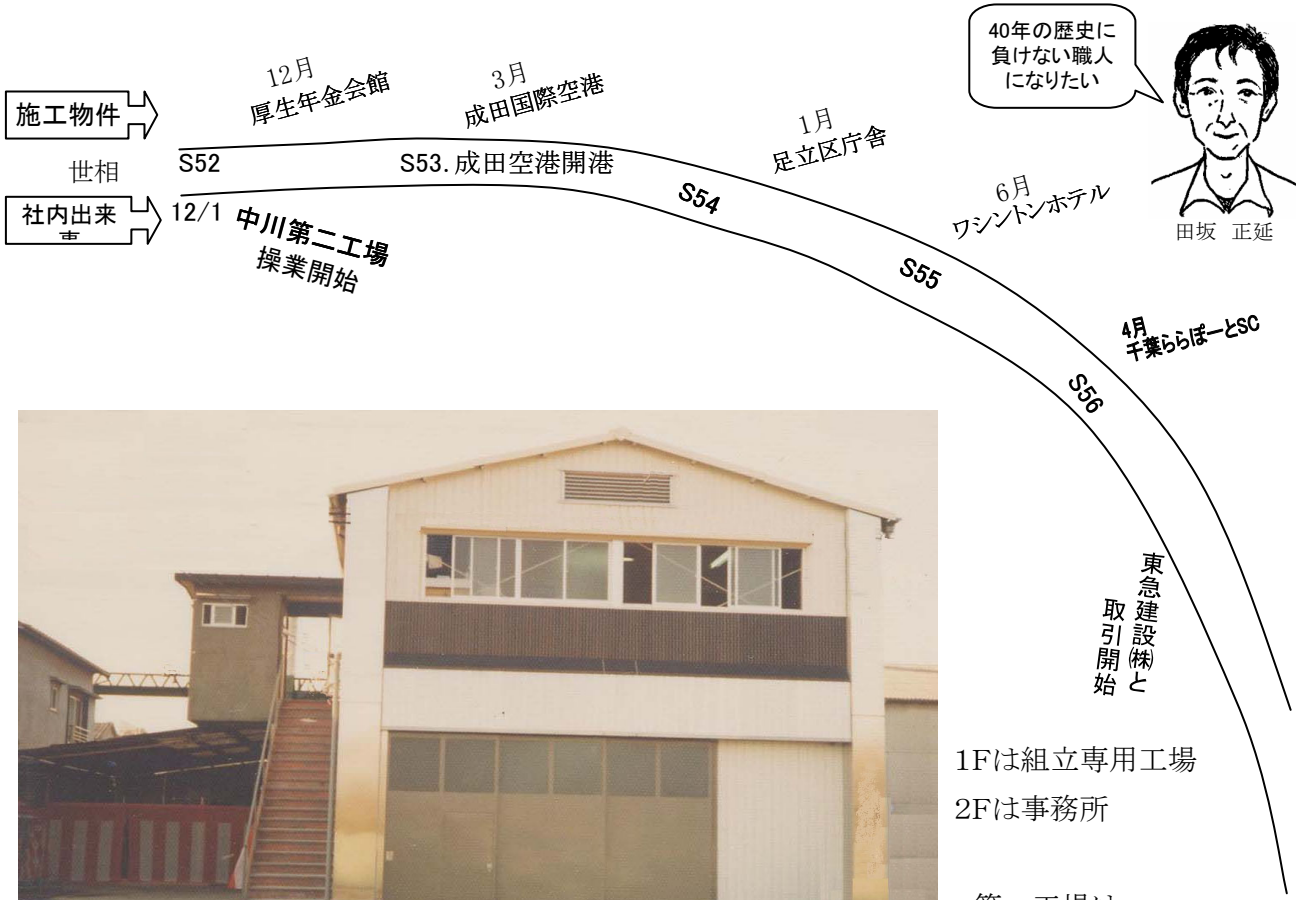 40年の歴史に
負けない職人
になりたい
田坂 正延
施工物件
12月
厚生年金会館
3月
成田国際空港
1月
足立区庁舎
6月
ワシントンホテル
4月
千葉ららぽーとSC
世相
S52
S53.成田空港開港
S54
S55
S56
社内出来
12/1
中川第二工場
操業開始
東急建設㈱と
取引開始
1Fは組立専用工場
2Fは事務所